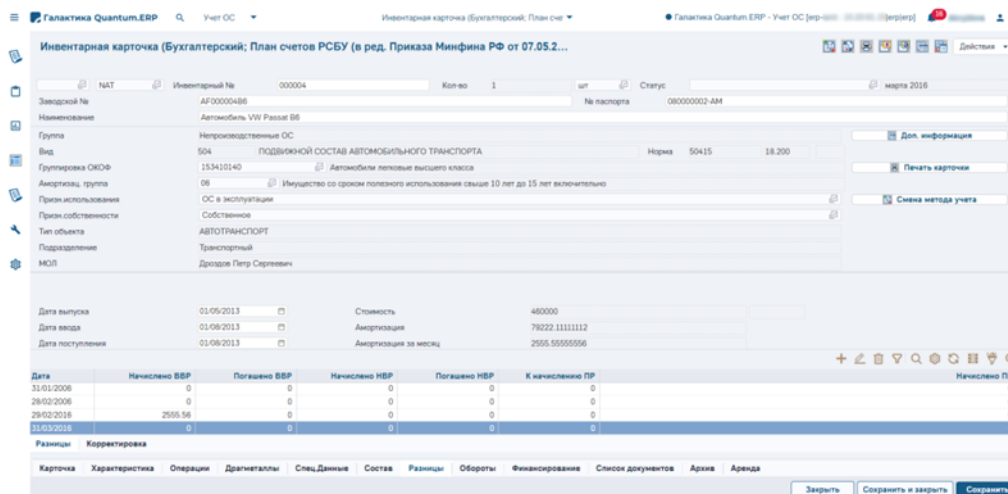 Галактика Quantum.ERP Учет ОС Инвентарная карточка (Бухгалтерский; План сче Галактика Quantum.ERP - Учет ОС [erp- |erp|erp] 16
Инвентарная карточка (Бухгалтерский; План счетов РСБУ (в ред. Приказа Минфина РФ от 07.05.2... Действия
NAT Инвентарный № 000004 Кол-во 1 шт Статус марта 2016
Заводской № AF000004B6 № паспорта 080000002-АМ
Наименование Автомобиль VW Passat B6
Группа Непроизводственные ОС Доп. информация
Вид 504 ПОДВИЖНОЙ СОСТАВ АВТОМОБИЛЬНОГО ТРАНСПОРТА Норма 50415 18.200
Группировка ОКОФ 153410140 Автомобили легковые высшего класса Печать карточки
Амортизац. группа 06 Имущество со сроком полезного использования свыше 10 лет до 15 лет включительно
Призн.использования ОС в эксплуатации Смена метода учета
Призн.собственности Собственное
Тип объекта АВТОТРАНСПОРТ
Подразделение Транспортный
МОЛ Дроздов Петр Сергеевич
Дата выпуска 01/05/2013 Стоимость 460000
Дата ввода 01/08/2013 Амортизация 79222.11111112
Дата поступления 01/08/2013 Амортизация за месяц 2555.55555556
Дата Начислено ВВР Погашено ВВР Начислено НВР Погашено НВР К начислению ПР Начислено П
31/01/2006 0 0 0 0 0
28/02/2006 0 0 0 0 0
29/02/2016 2555.56 0 0 0 0
31/03/2016 0 0 0 0 0
Разницы Корректировка
Карточка Характеристика Операции Драгметаллы Спец.Данные Состав Разницы Обороты Финансирование Список документов Архив Аренда
Закрыть Сохранить и закрыть Сохранить